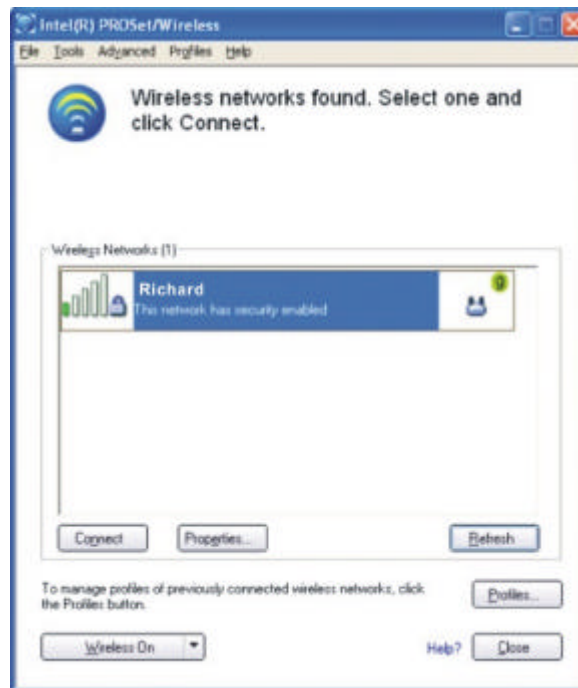 Intel(R) PROSet/Wireless
File Tools Advanced Profiles Help
Wireless networks found. Select one and
click Connect.
Wireless Networks (1)
Richard
This network has security enabled
g
Connect Properties... Refresh
To manage profiles of previously connected wireless networks, click
the Profiles button.
Profiles...
Wireless On Help? Close